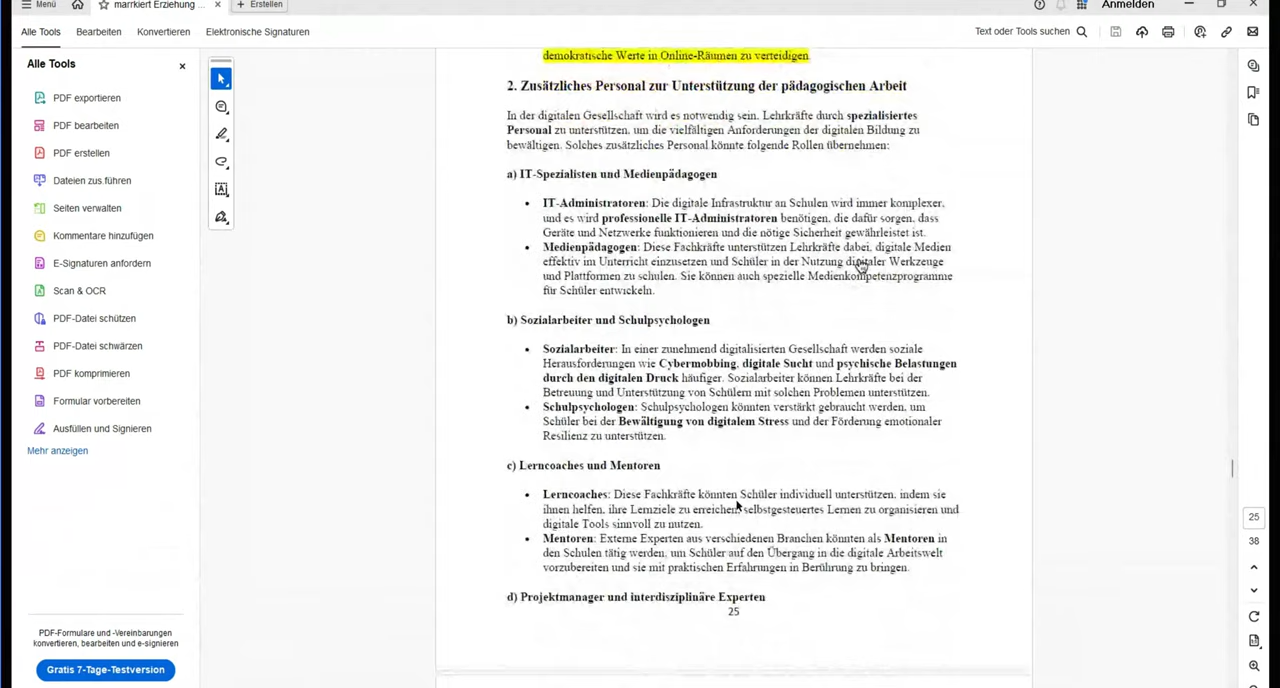 Menü
marrkiert Erziehung ...
Erstellen
Anmelden
Alle Tools
Bearbeiten
Konvertieren
Elektronische Signaturen
Text oder Tools suchen
Alle Tools
PDF exportieren
PDF bearbeiten
PDF erstellen
Dateien zus führen
Seiten verwalten
Kommentare hinzufügen
E-Signaturen anfordern
Scan & OCR
PDF-Datei schützen
PDF-Datei schwärzen
PDF komprimieren
Formular vorbereiten
Ausfüllen und Signieren
Mehr anzeigen
PDF-Formulare und -Vereinbarungen
konvertieren, bearbeiten und e-signieren
Gratis 7-Tage-Testversion
demokratische Werte in Online-Räumen zu verteidigen
2. Zusätzliches Personal zur Unterstützung der pädagogischen Arbeit
In der digitalen Gesellschaft wird es notwendig sein, Lehrkräfte durch spezialisiertes
Personal zu unterstützen, um die vielfältigen Anforderungen der digitalen Bildung zu
bewältigen. Solches zusätzliches Personal könnte folgende Rollen übernehmen:
a) IT-Spezialisten und Medienpädagogen
• IT-Administratoren: Die digitale Infrastruktur an Schulen wird immer komplexer,
und es wird professionelle IT-Administratoren benötigen, die dafür sorgen, dass
Geräte und Netzwerke funktionieren und die nötige Sicherheit gewährleistet ist.
• Medienpädagogen: Diese Fachkräfte unterstützen Lehrkräfte dabei, digitale Medien
effektiv im Unterricht einzusetzen und Schüler in der Nutzung digitaler Werkzeuge
und Plattformen zu schulen. Sie können auch spezielle Medienkompetenzprogramme
für Schüler entwickeln.
b) Sozialarbeiter und Schulpsychologen
• Sozialarbeiter: In einer zunehmend digitalisierten Gesellschaft werden soziale
Herausforderungen wie Cybermobbing, digitale Sucht und psychische Belastungen
durch den digitalen Druck häufiger. Sozialarbeiter können Lehrkräfte bei der
Betreuung und Unterstützung von Schülern mit solchen Problemen unterstützen.
• Schulpsychologen: Schulpsychologen könnten verstärkt gebraucht werden, um
Schüler bei der Bewältigung von digitalem Stress und der Förderung emotionaler
Resilienz zu unterstützen.
c) Lerncoaches und Mentoren
• Lerncoaches: Diese Fachkräfte könnten Schüler individuell unterstützen, indem sie
ihnen helfen, ihre Lernziele zu erreichen, selbstgesteuertes Lernen zu organisieren und
digitale Tools sinnvoll zu nutzen.
• Mentoren: Externe Experten aus verschiedenen Branchen könnten als Mentoren in
den Schulen tätig werden, um Schüler auf den Übergang in die digitale Arbeitswelt
vorzubereiten und sie mit praktischen Erfahrungen in Berührung zu bringen.
d) Projektmanager und interdisziplinäre Experten
25
25
38